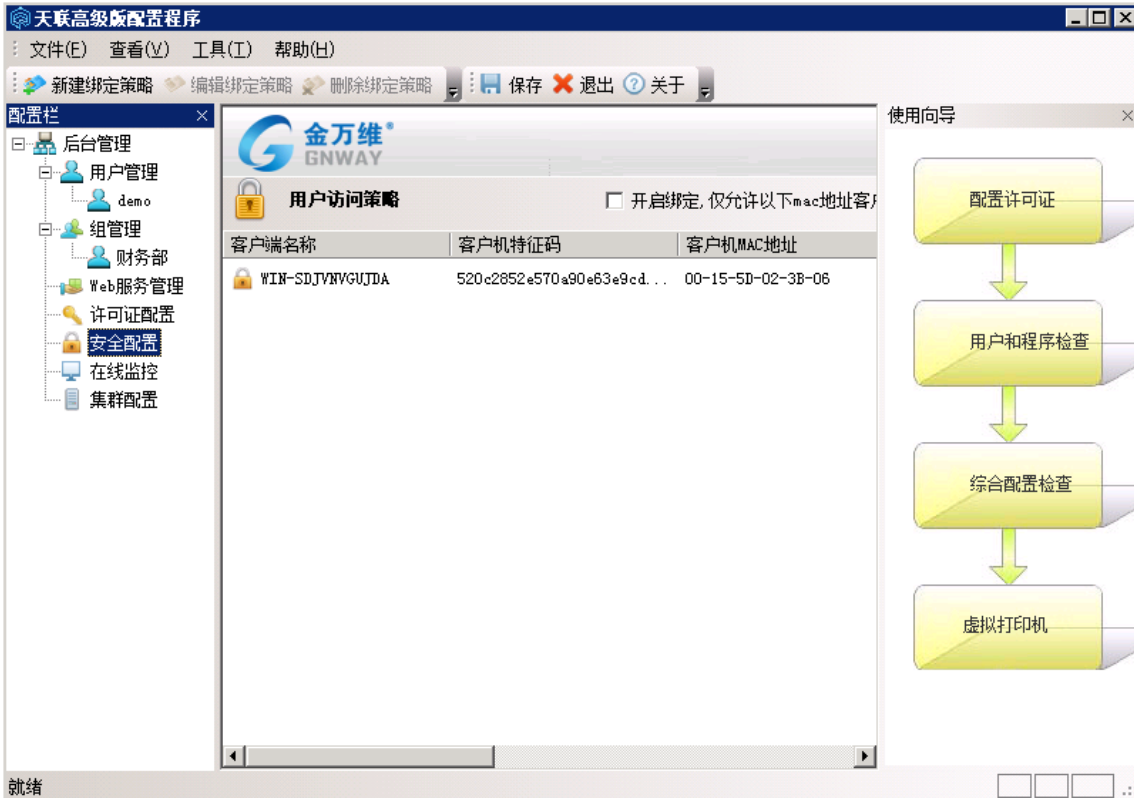 天联高级版配置程序
文件(F) 查看(V) 工具(T) 帮助(H)
新建绑定策略 编辑绑定策略 删除绑定策略 保存 退出 关于
配置栏
后台管理
用户管理
demo
组管理
财务部
Web服务管理
许可证配置
安全配置
在线监控
集群配置
金万维®
GNWAY
用户访问策略 开启绑定,仅允许以下mac地址客户
客户端名称 客户机特征码 客户机MAC地址
WIN-SDJVNVGUJDA 520c2852e570a90e63e9cd... 00-15-5D-02-3B-06
使用向导
配置许可证
用户和程序检查
综合配置检查
虚拟打印机
就绪